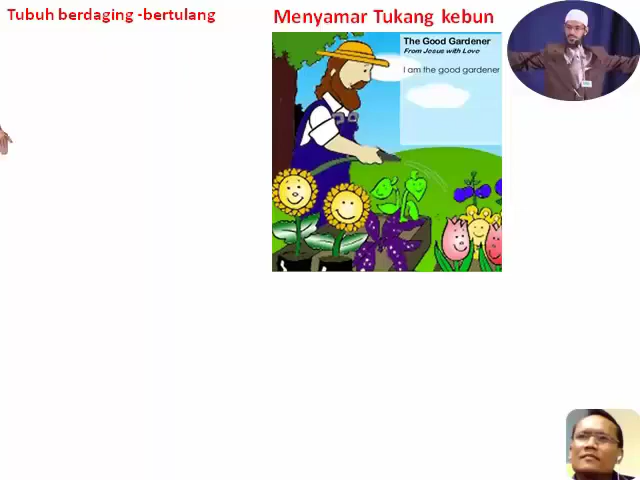 Tubuh berdaging -bertulang
Menyamar Tukang kebun
The Good Gardener
From Jesus with Love
I am the good gardener